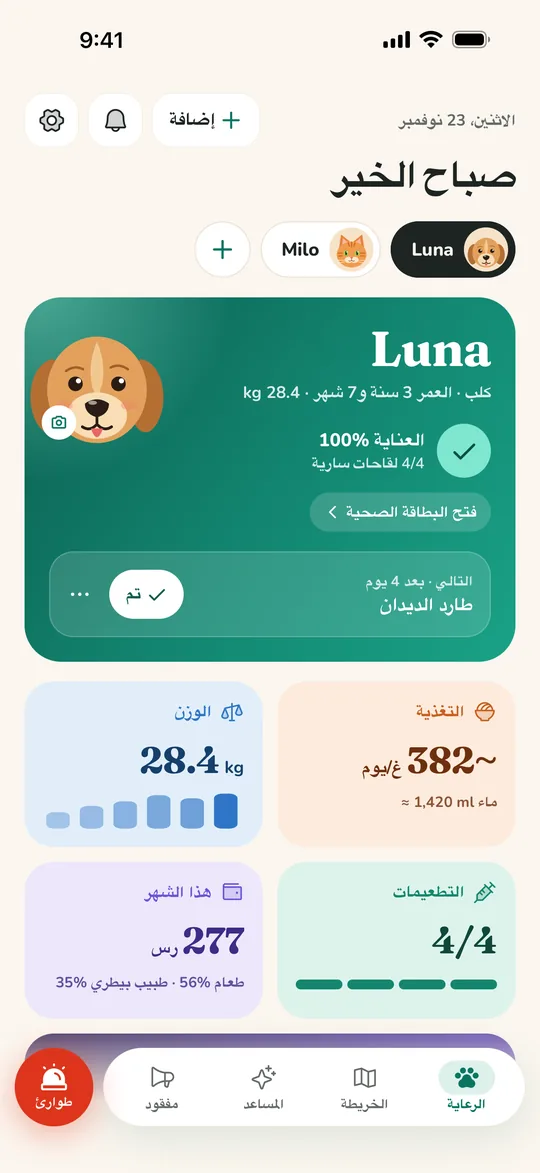 9:41
الاثنين، 23 نوفمبر
إضافة
صباح الخير
Luna
Milo
Luna
كلب · العمر 3 سنة و7 شهر · 28.4 kg
العناية 100%
4/4 لقاحات سارية
فتح البطاقة الصحية
التالي · بعد 4 يوم
طارد الديدان
تم
التغذية
~382 غ/يوم
ماء 1,420 ml ≈
الوزن
28.4 kg
التطعيمات
4/4
هذا الشهر
277 ر.س
طعام 56% · طبيب بيطري 35%
الرعاية
الخريطة
المساعد
مفقود
طوارئ